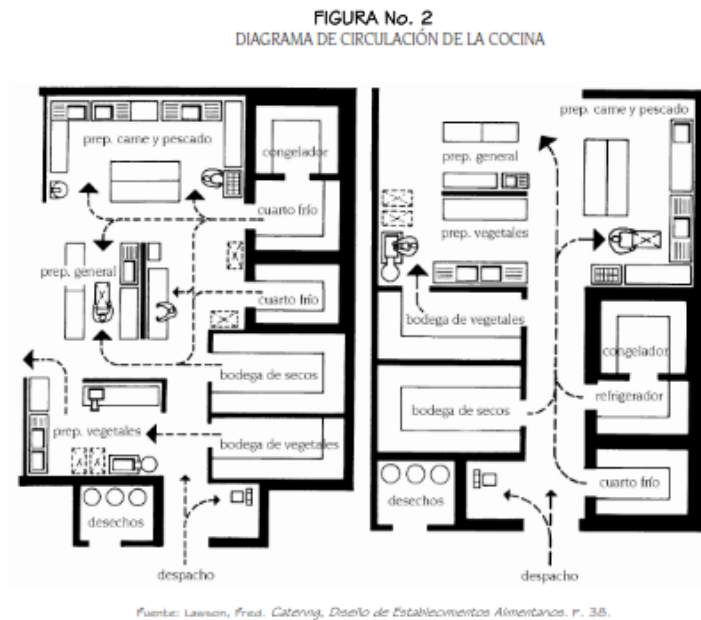 FIGURA No. 2
DIAGRAMA DE CIRCULACIÓN DE LA COCINA
prep. carne y pescado
congelador
cuarto frío
prep. general
cuarto frío
bodega de secos
prep. vegetales
bodega de vegetales
desechos
despacho
prep. carne y pescado
prep. general
prep. vegetales
bodega de vegetales
congelador
bodega de secos
refrigerador
cuarto frío
desechos
despacho
Fuente: Lawson, Fred. Catering, Diseño de Establecimientos Alimentarios. P. 38.